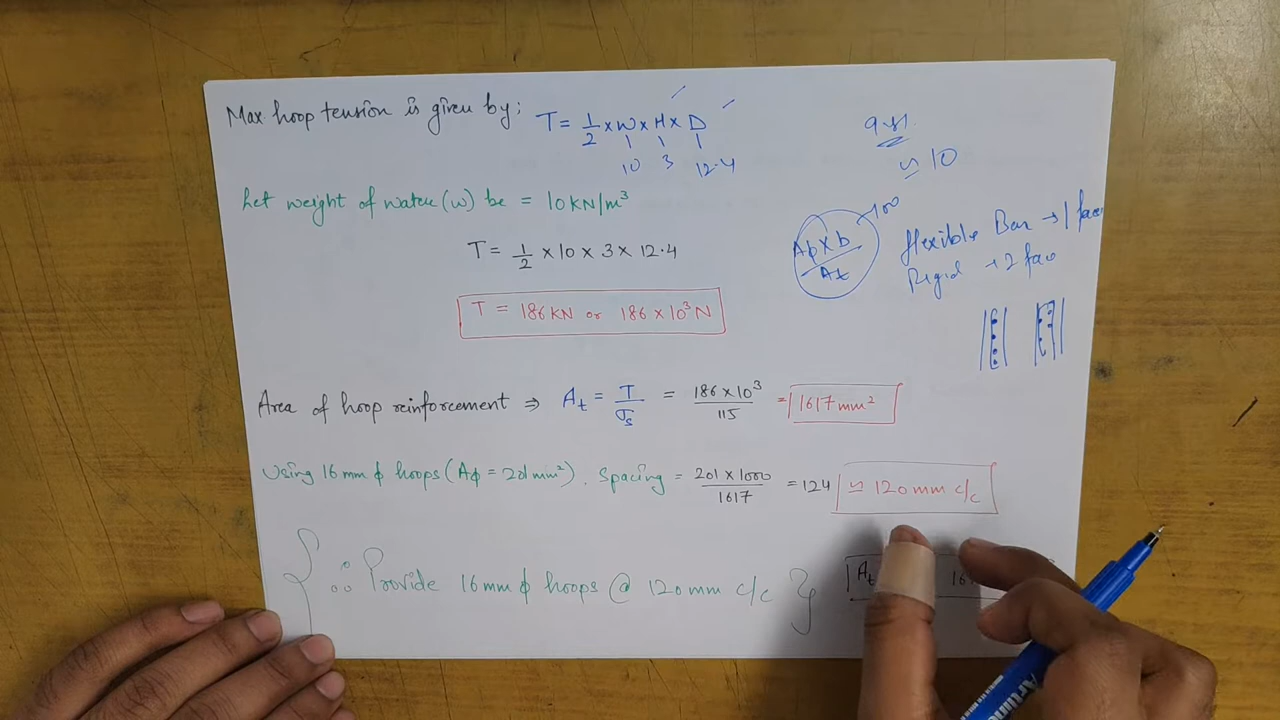 Max. hoop tension is given by: T = 1/2 × W × H × D
10 3 12.4
9.81
≈ 10
Let weight of water (w) be = 10 KN/m³
T = 1/2 × 10 × 3 × 12.4
T = 186 KN or 186 × 10³ N
Aφ × b / At
100
flexible Bar → 1 face
Rigid → 2 face
Area of hoop reinforcement ⇒ At = T/σs = 186 × 10³/115 = 1617 mm²
Using 16 mm φ hoops (Aφ = 201 mm²). Spacing = 201 × 1000/1617 = 124 ≃ 120 mm c/c
∴ Provide 16 mm φ hoops @ 120 mm c/c
At
Artline